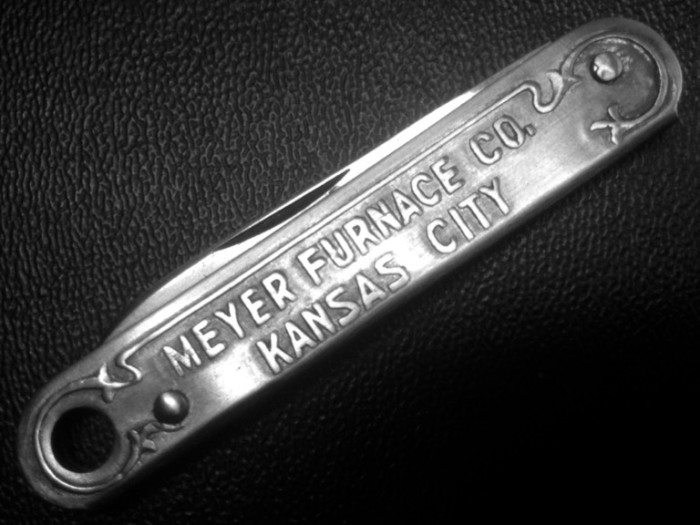 MEYER FURNACE CO.
KANSAS CITY